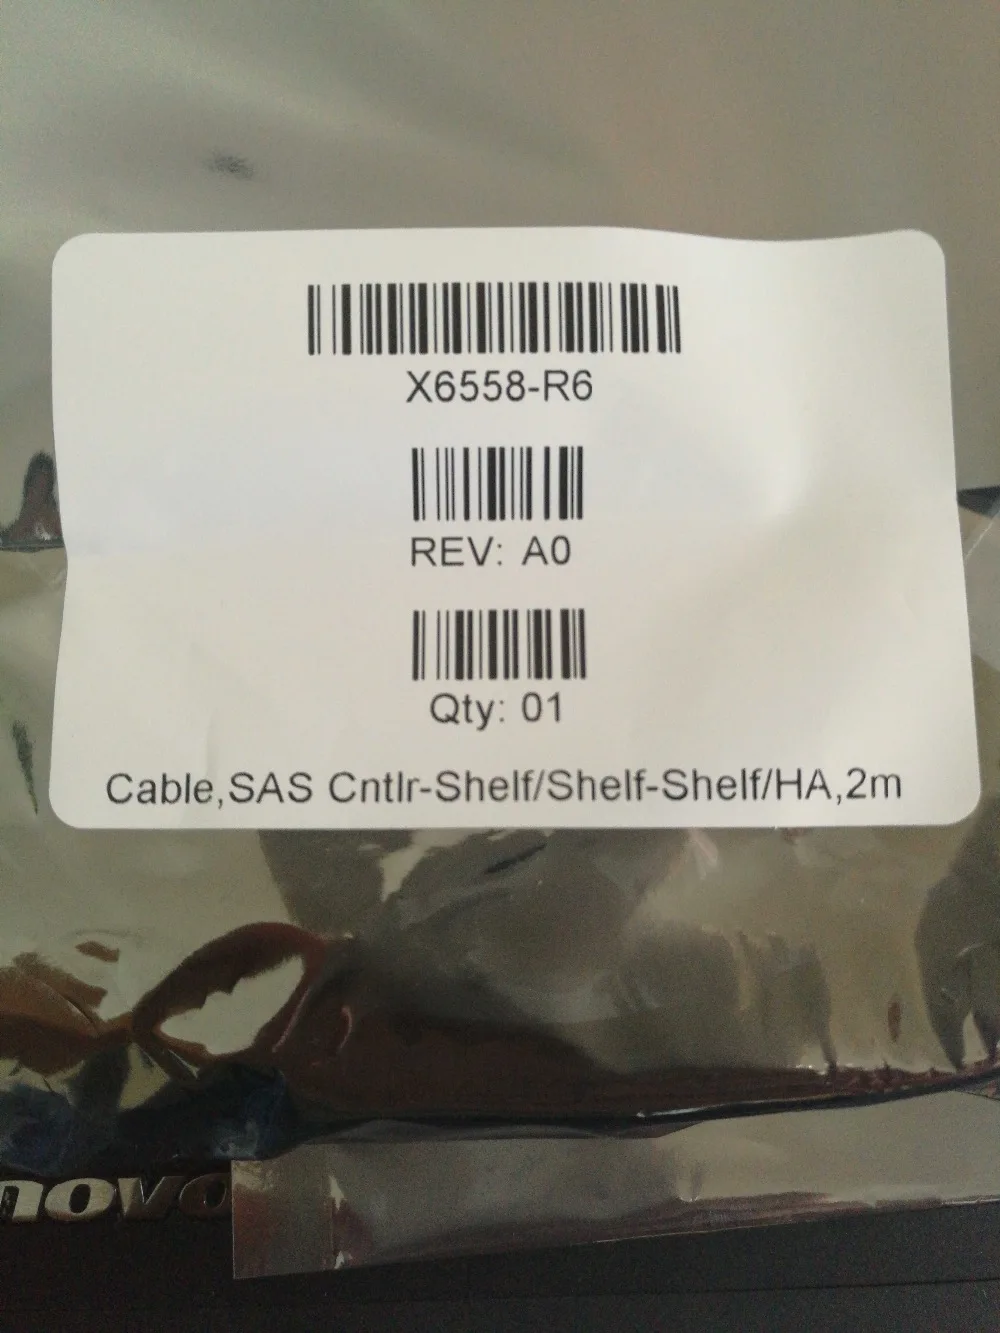 X6558-R6
REV: A0
Qty: 01
Cable,SAS Cntlr-Shelf/Shelf-Shelf/HA,2m
novo